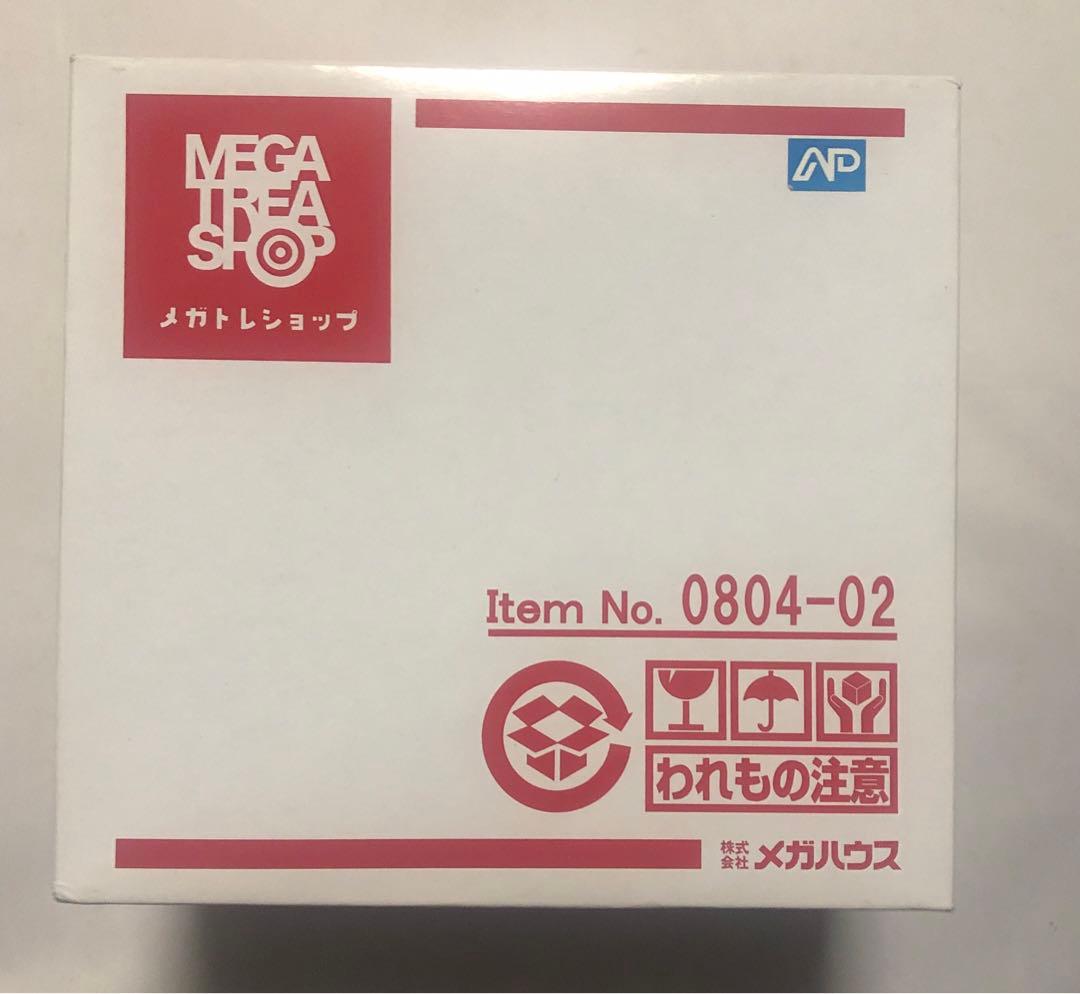 MEGA
TREA
SHOP
メガトレショップ
AD
Item No. 0804-02
われもの注意
株式
会社 メガハウス